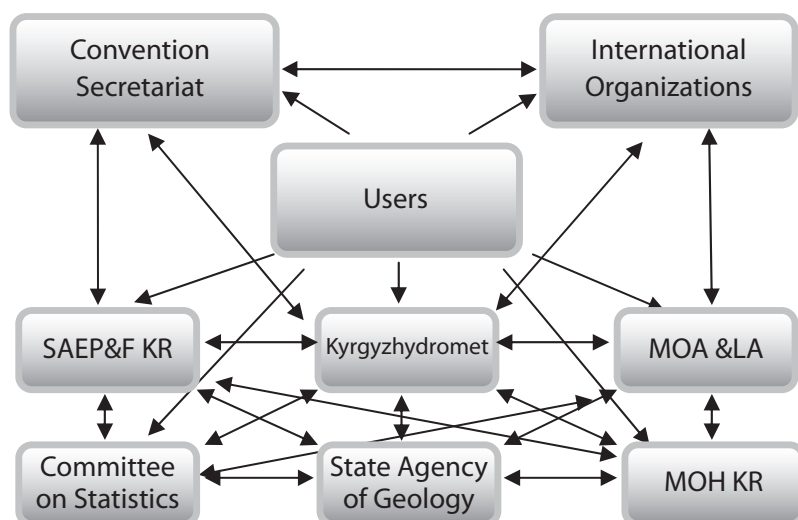 Convention
Secretariat
International
Organizations
Users
SAEP&F KR
Kyrgyzhydromet
MOA &LA
Committee
on Statistics
State Agency
of Geology
MOH KR